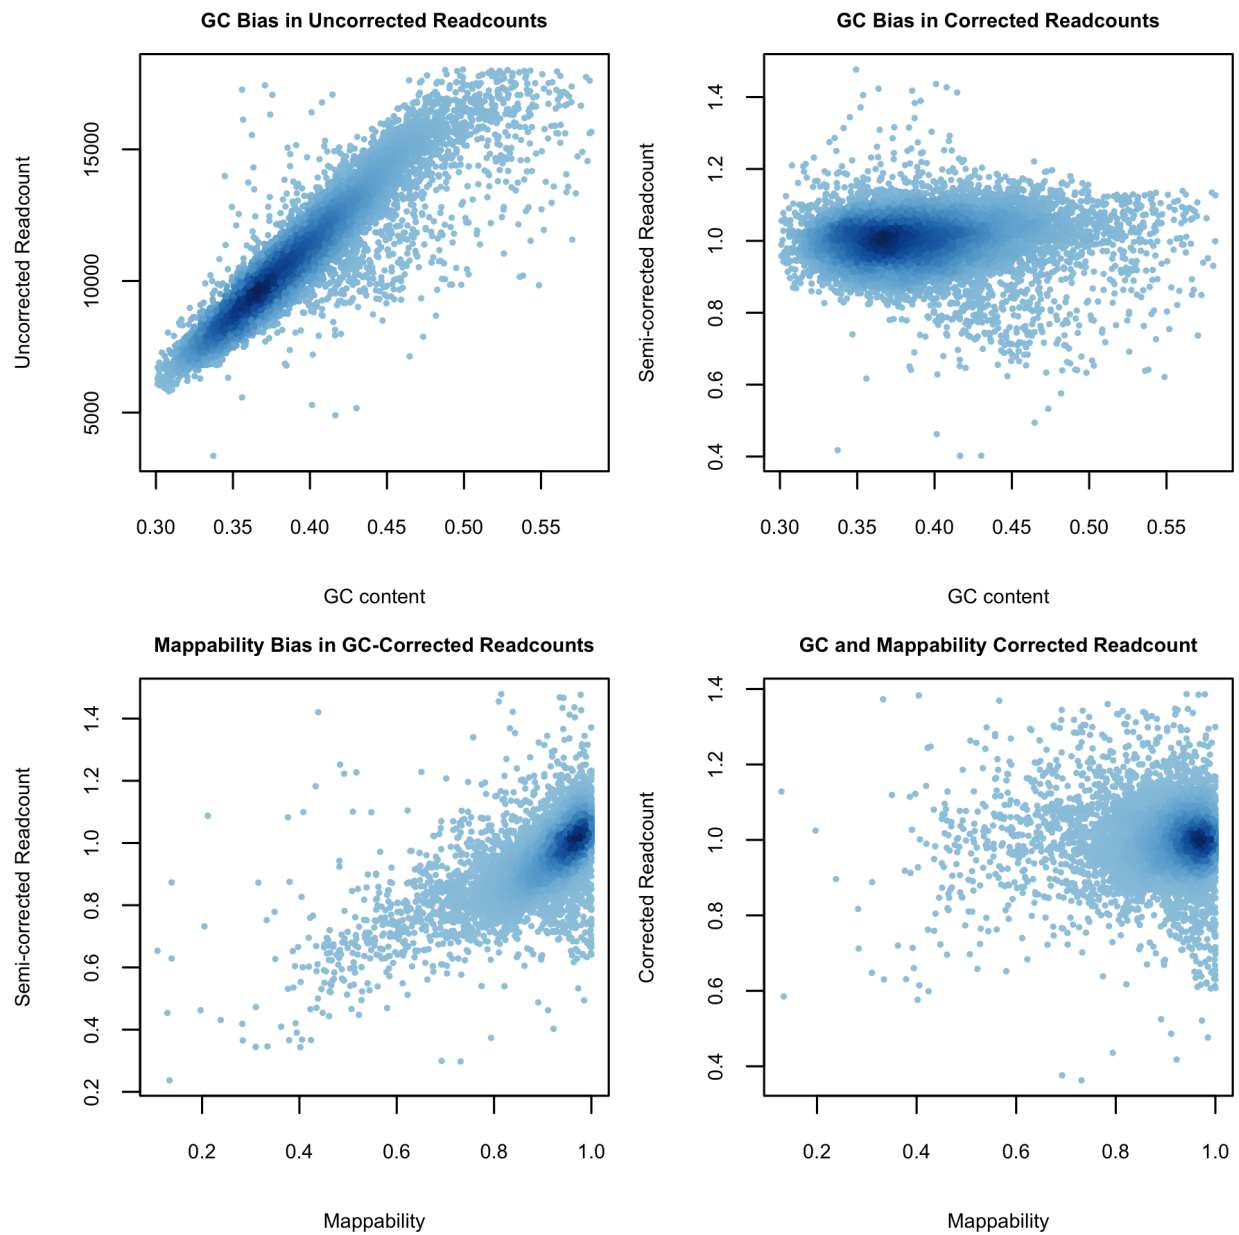 GC Bias in Uncorrected Readcounts
Uncorrected Readcount
15000
10000
5000
0.30 0.35 0.40 0.45 0.50 0.55
GC content
GC Bias in Corrected Readcounts
Semi-corrected Readcount
1.4
1.2
1.0
0.8
0.6
0.4
0.30 0.35 0.40 0.45 0.50 0.55
GC content
Mappability Bias in GC-Corrected Readcounts
Semi-corrected Readcount
1.4
1.2
1.0
0.8
0.6
0.4
0.2
0.2 0.4 0.6 0.8 1.0
Mappability
GC and Mappability Corrected Readcount
Corrected Readcount
1.4
1.2
1.0
0.8
0.6
0.4
0.2 0.4 0.6 0.8 1.0
Mappability